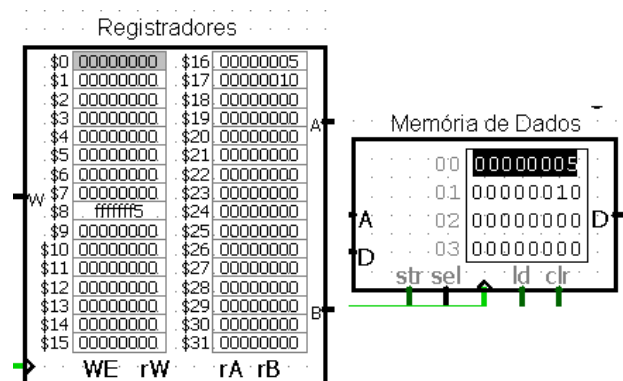 Registradores
$0 00000000 $16 00000005
$1 00000000 $17 00000010
$2 00000000 $18 00000000
$3 00000000 $19 00000000
A
$4 00000000 $20 00000000
$5 00000000 $21 00000000
$6 00000000 $22 00000000
W
$7 00000000 $23 00000000
$8 fffffff5 $24 00000000
$9 00000000 $25 00000000
$10 00000000 $26 00000000
$11 00000000 $27 00000000
$12 00000000 $28 00000000
$13 00000000 $29 00000000
B
$14 00000000 $30 00000000
$15 00000000 $31 00000000
WE rW rA rB
Memória de Dados
00 00000005
01 00000010
A 02 00000000 D
D 03 00000000
str sel ld clr